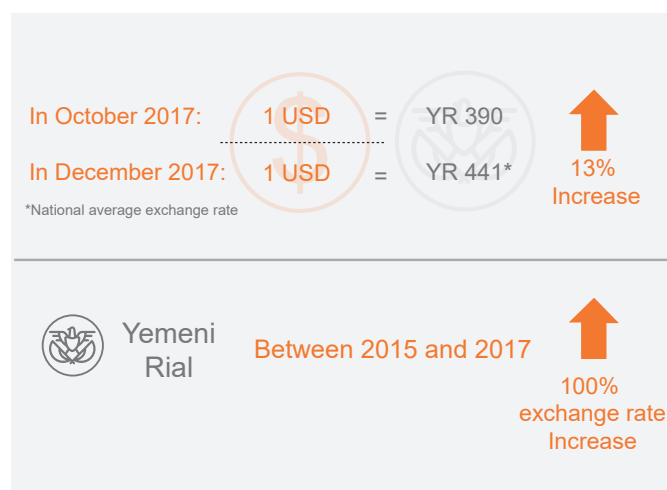 In October 2017: 1 USD = YR 390
In December 2017: 1 USD = YR 441*
*National average exchange rate
13%
Increase
Yemeni
Rial
Between 2015 and 2017
100%
exchange rate
Increase